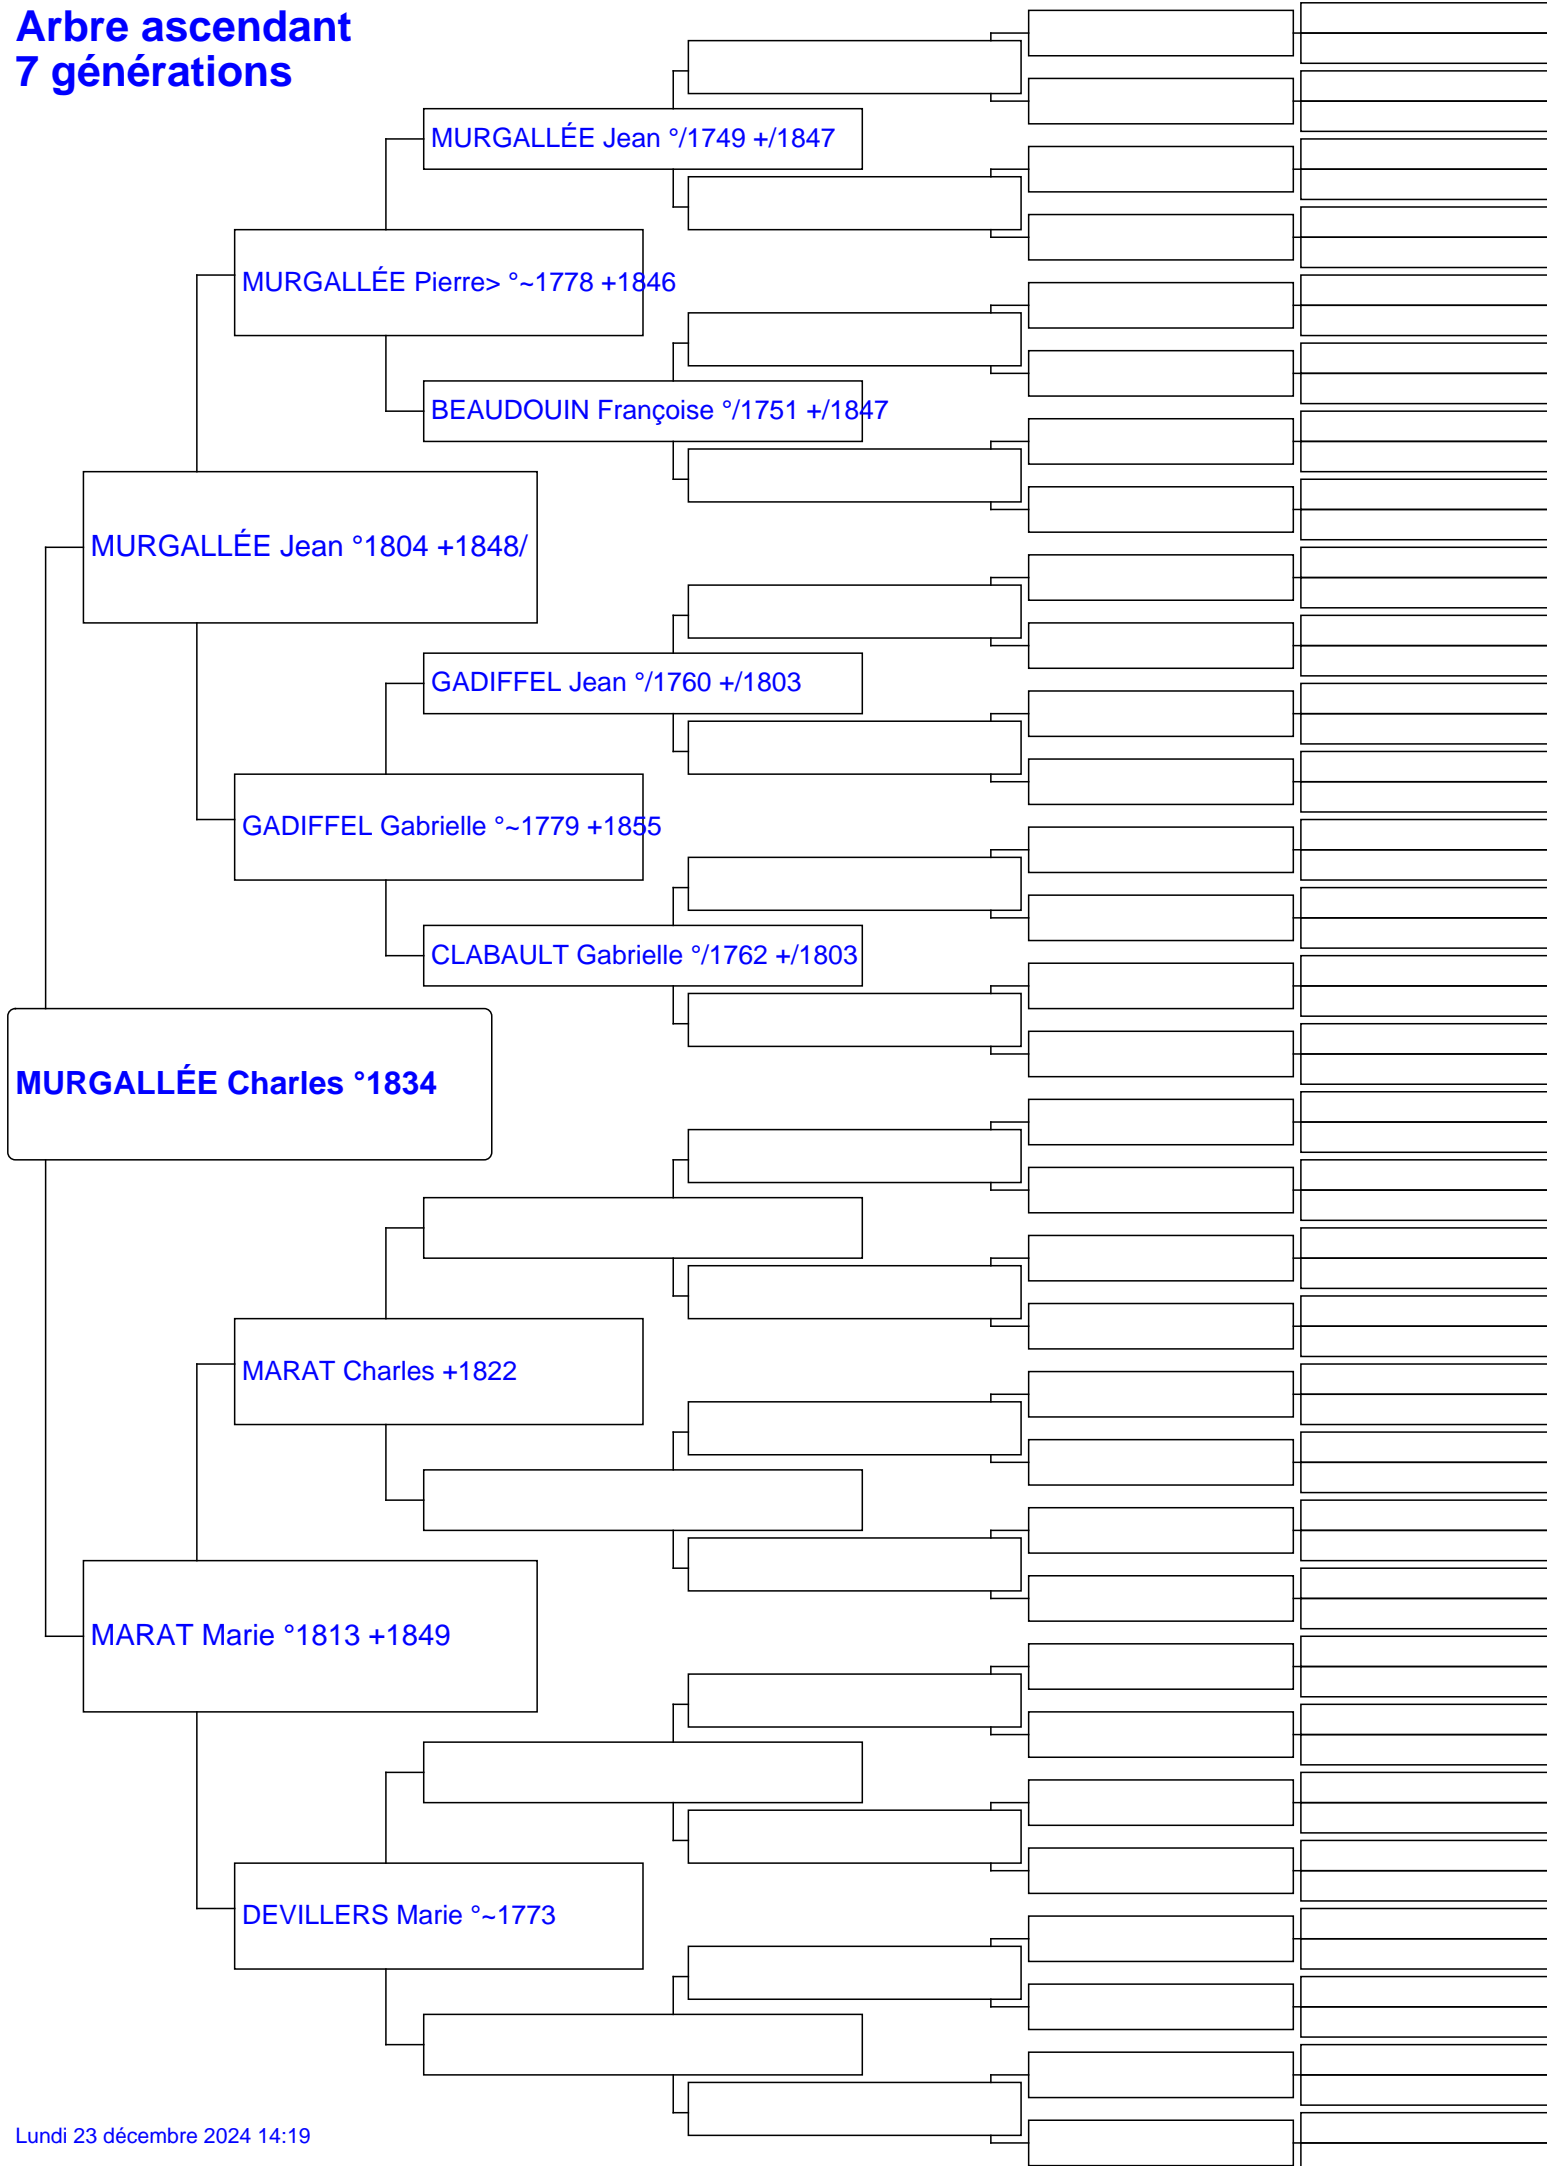 Arbre ascendant
7 générations
MURGALLÉE Jean °/1749 +/1847
MURGALLÉE Pierre> °~1778 +1846
BEAUDOUIN Françoise °/1751 +/1847
MURGALLÉE Jean °1804 +1848/
GADIFFEL Jean °/1760 +/1803
GADIFFEL Gabrielle °~1779 +1855
CLABAULT Gabrielle °/1762 +/1803
MURGALLÉE Charles °1834
MARAT Charles +1822
MARAT Marie °1813 +1849
DEVILLERS Marie °~1773
Lundi 23 décembre 2024 14:19